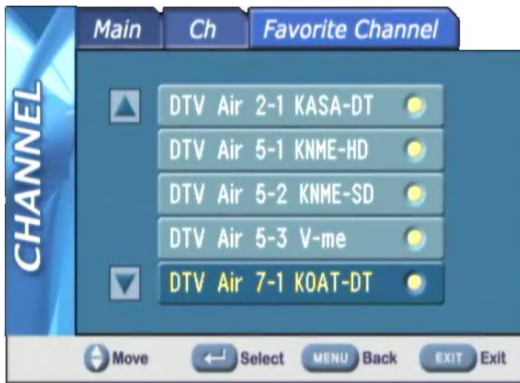 Main Ch Favorite Channel
CHANNEL
DTV Air 2-1 KASA-DT
DTV Air 5-1 KNME-HD
DTV Air 5-2 KNME-SD
DTV Air 5-3 V-me
DTV Air 7-1 KOAT-DT
Move Select MENU Back EXIT Exit